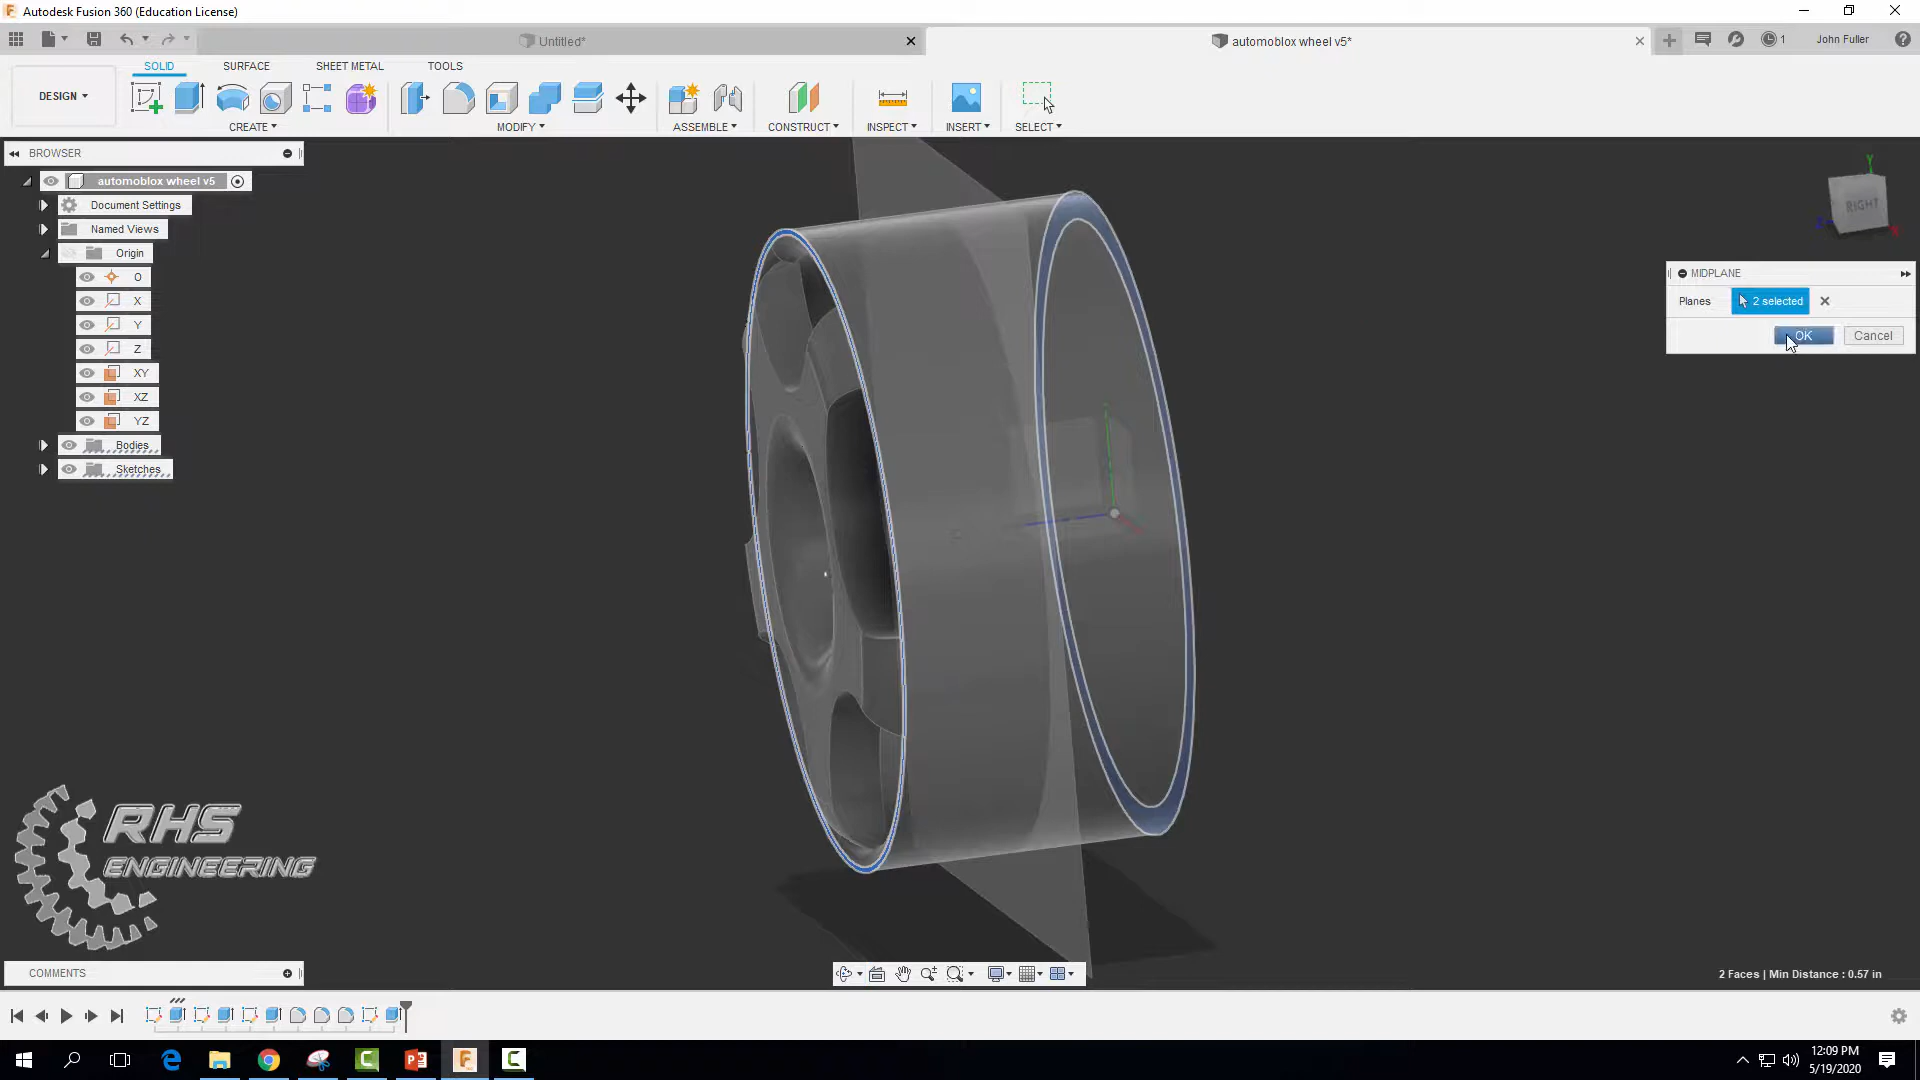 Autodesk Fusion 360 (Education License)
Untitled*
automoblox wheel v5*
1
John Fuller
DESIGN
SOLID
SURFACE
SHEET METAL
TOOLS
CREATE
MODIFY
ASSEMBLE
CONSTRUCT
INSPECT
INSERT
SELECT
BROWSER
automoblox wheel v5
Document Settings
Named Views
Origin
O
X
Y
Z
XY
XZ
YZ
Bodies
Sketches
Y
RIGHT
MIDPLANE
Planes
2 selected
OK
Cancel
RHS
ENGINEERING
COMMENTS
2 Faces | Min Distance : 0.57 in
12:09 PM
5/19/2020